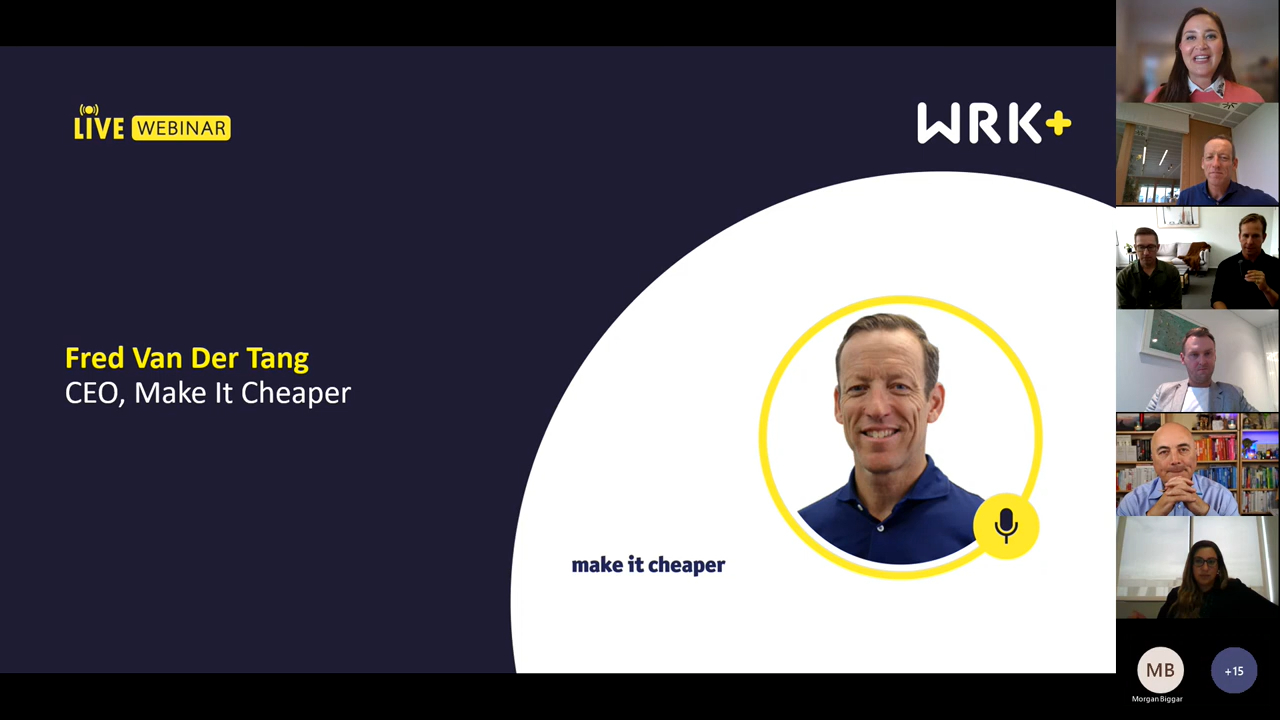 LIVE WEBINAR
WRK+
Fred Van Der Tang
CEO, Make It Cheaper
make it cheaper
MB
+15
Morgan Biggar